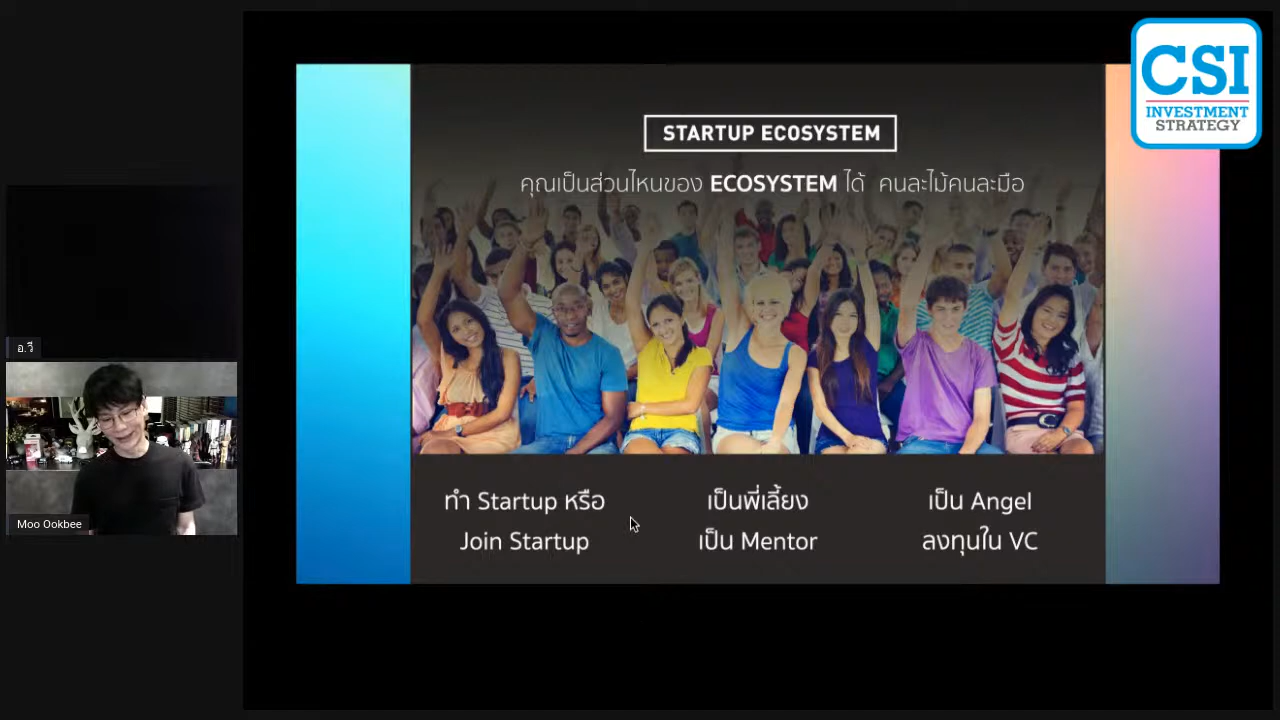 CSI
INVESTMENT
STRATEGY
STARTUP ECOSYSTEM
คุณเป็นส่วนไหนของ ECOSYSTEM ได้ คนละไม้คนละมือ
อ.วี
Moo Ookbee
ทำ Startup หรือ
Join Startup
เป็นพี่เลี้ยง
เป็น Mentor
เป็น Angel
ลงทุนใน VC